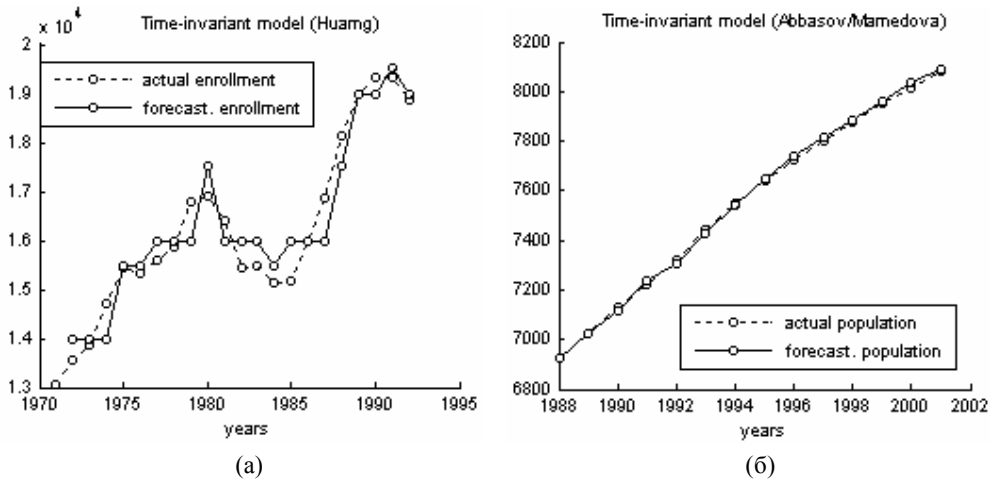 x 10⁴
Time-invariant model (Huarng)
2
1.9
1.8
1.7
1.6
1.5
1.4
1.3
actual enrollment
forecast. enrollment
1970 1975 1980 1985 1990 1995
years
(а)
Time-invariant model (Abbasov/Mamedova)
8200
8000
7800
7600
7400
7200
7000
6800
actual population
forecast. population
1988 1990 1992 1994 1996 1998 2000 2002
years
(б)